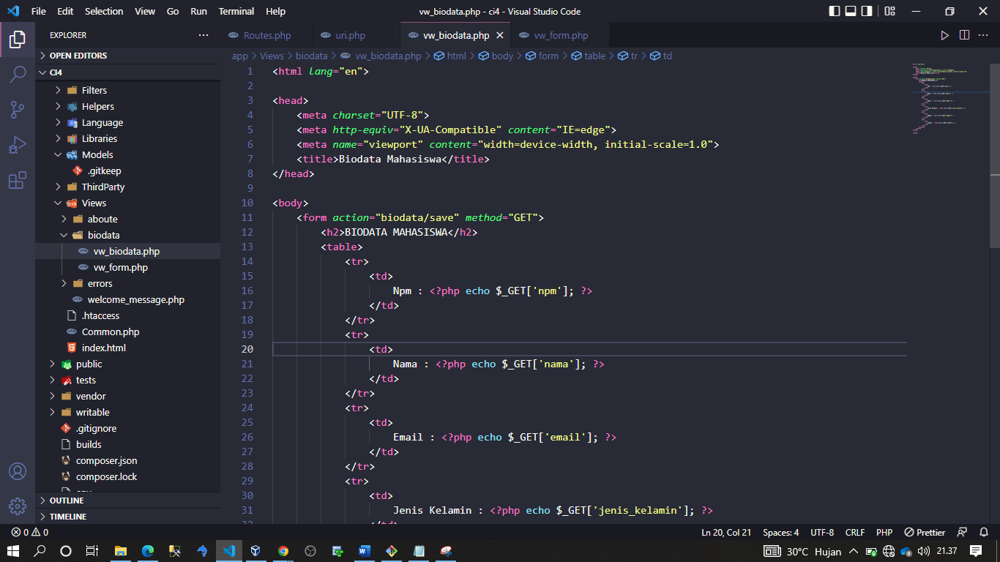 File Edit Selection View Go Run Terminal Help vw_biodata.php - ci4 - Visual Studio Code
EXPLORER
Routes.php uri.php vw_biodata.php vw_form.php
OPEN EDITORS
CI4
Filters
Helpers
Language
Libraries
Models
.gitkeep
ThirdParty
Views
aboute
biodata
vw_biodata.php
vw_form.php
errors
welcome_message.php
.htaccess
Common.php
index.html
public
tests
vendor
writable
.gitignore
builds
composer.json
composer.lock
OUTLINE
TIMELINE
app > Views > biodata > vw_biodata.php > html > body > form > table > tr > td
1 <html lang="en">
2
3 <head>
4 <meta charset="UTF-8">
5 <meta http-equiv="X-UA-Compatible" content="IE=edge">
6 <meta name="viewport" content="width=device-width, initial-scale=1.0">
7 <title>Biodata Mahasiswa</title>
8 </head>
9
10 <body>
11 <form action="biodata/save" method="GET">
12 <h2>BIODATA MAHASISWA</h2>
13 <table>
14 <tr>
15 <td>
16 Npm : <?php echo $_GET['npm']; ?>
17 </td>
18 </tr>
19 <tr>
20 <td>
21 Nama : <?php echo $_GET['nama']; ?>
22 </td>
23 </tr>
24 <tr>
25 <td>
26 Email : <?php echo $_GET['email']; ?>
27 </td>
28 </tr>
29 <tr>
30 <td>
31 Jenis Kelamin : <?php echo $_GET['jenis_kelamin']; ?>
0 0 Ln 20, Col 21 Spaces: 4 UTF-8 CRLF PHP Prettier
30°C Hujan 21.37